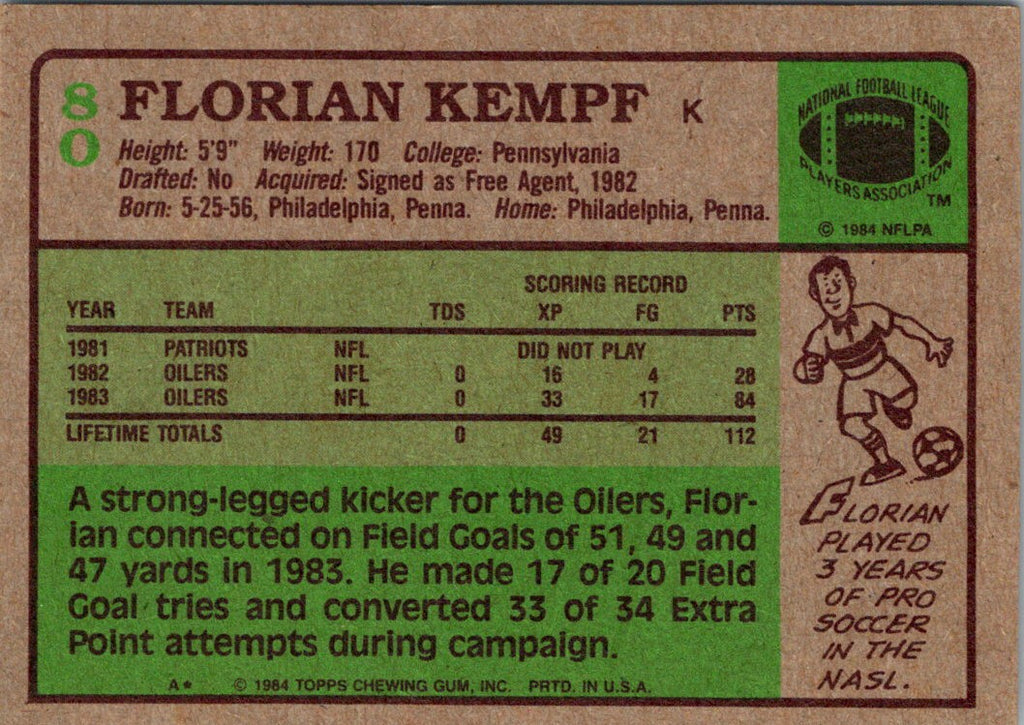 80 FLORIAN KEMPF K
Height: 5'9" Weight: 170 College: Pennsylvania
Drafted: No Acquired: Signed as Free Agent, 1982
Born: 5-25-56, Philadelphia, Penna. Home: Philadelphia, Penna.
NATIONAL FOOTBALL LEAGUE
PLAYERS ASSOCIATION
TM
© 1984 NFLPA
SCORING RECORD
YEAR TEAM TDS XP FG PTS
1981 PATRIOTS NFL DID NOT PLAY
1982 OILERS NFL 0 16 4 28
1983 OILERS NFL 0 33 17 84
LIFETIME TOTALS 0 49 21 112
A strong-legged kicker for the Oilers, Flor-
ian connected on Field Goals of 51, 49 and
47 yards in 1983. He made 17 of 20 Field
Goal tries and converted 33 of 34 Extra
Point attempts during campaign.
FLORIAN
PLAYED
3 YEARS
OF PRO
SOCCER
IN THE
NASL.
A* © 1984 TOPPS CHEWING GUM, INC. PRTD. IN U.S.A.